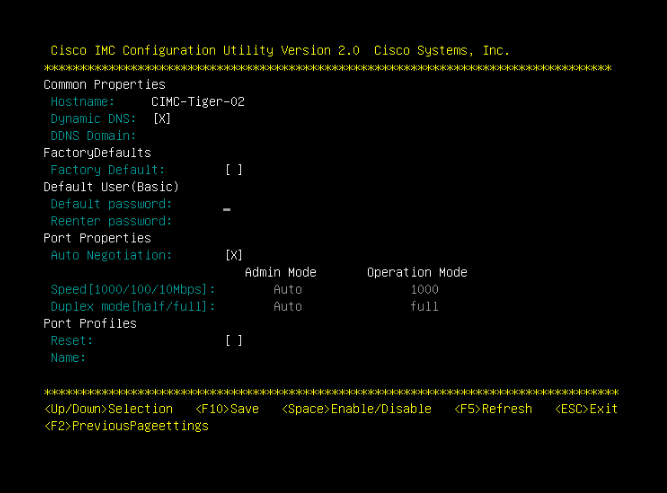 Cisco IMC Configuration Utility Version 2.0  Cisco Systems, Inc.
*******************************************************************************
Common Properties
Hostname:     CIMC-Tiger-02
Dynamic DNS:  [X]
DDNS Domain:
FactoryDefaults
Factory Default:        [ ]
Default User(Basic)
Default password:       _
Reenter password:
Port Properties
Auto Negotiation:       [X]
Admin Mode       Operation Mode
Speed[1000/100/10Mbps]:        Auto               1000
Duplex mode[half/full]:        Auto               full
Port Profiles
Reset:                  [ ]
Name:
********************************************************************************
<Up/Down>Selection   <F10>Save   <Space>Enable/Disable   <F5>Refresh   <ESC>Exit
<F2>PreviousPageettings